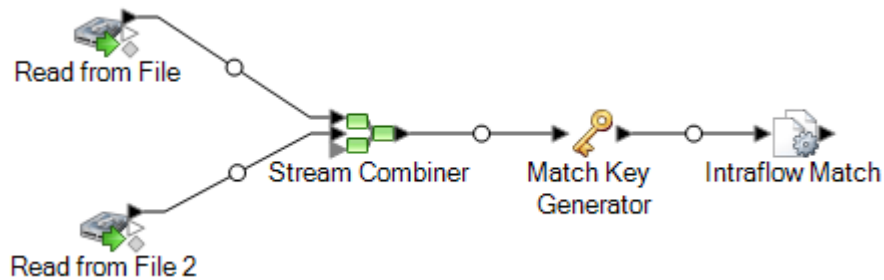 Read from File
Stream Combiner
Match Key
Generator
Intraflow Match
Read from File 2